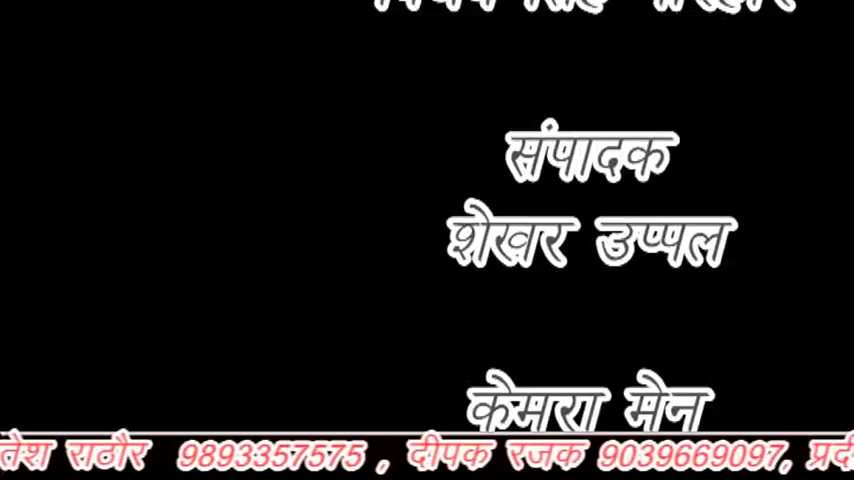 संपादक
शेखर उप्पल
केमरा मेन
राठौर 9893357575 , दीपक रजक 9039669097,